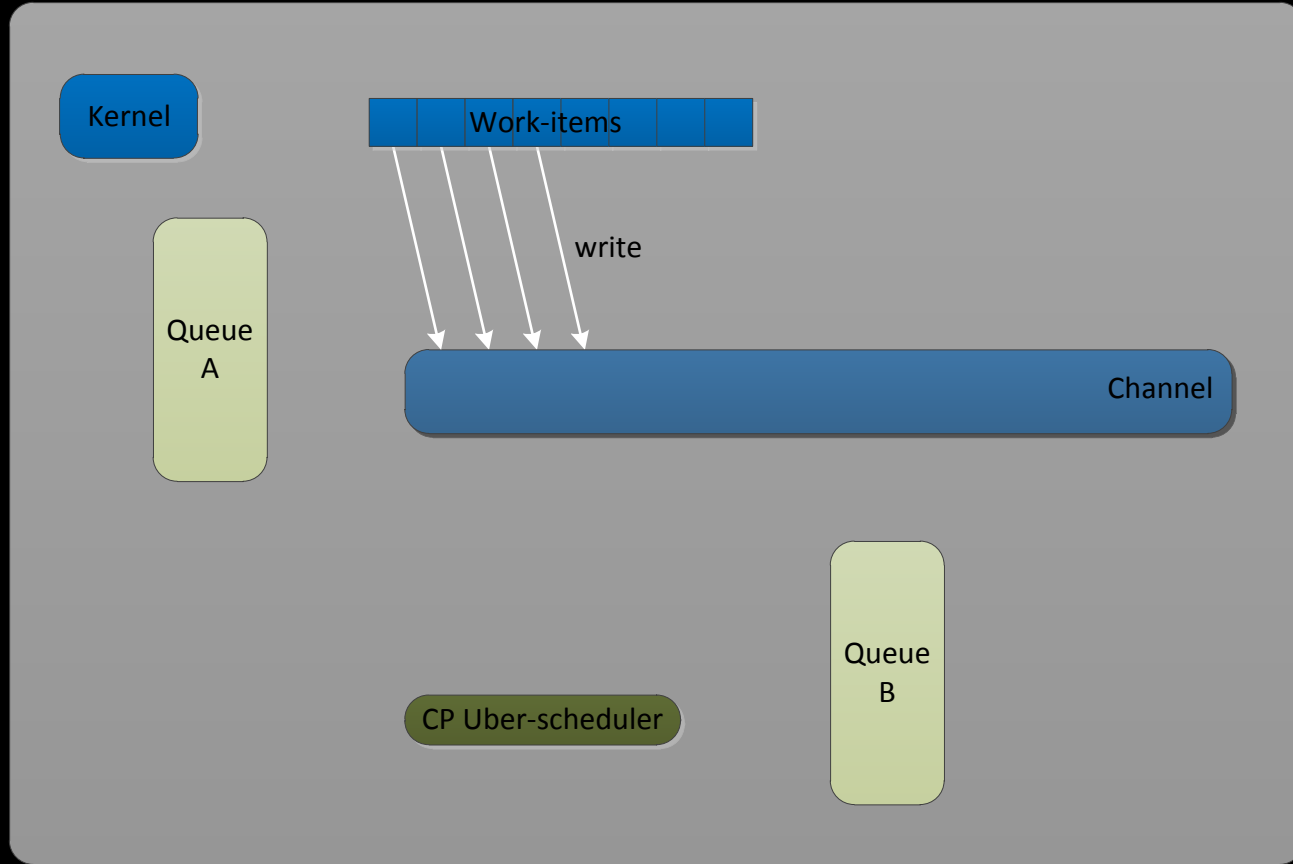 Kernel
Work-items
write
Queue
A
Channel
Queue
B
CP Uber-scheduler